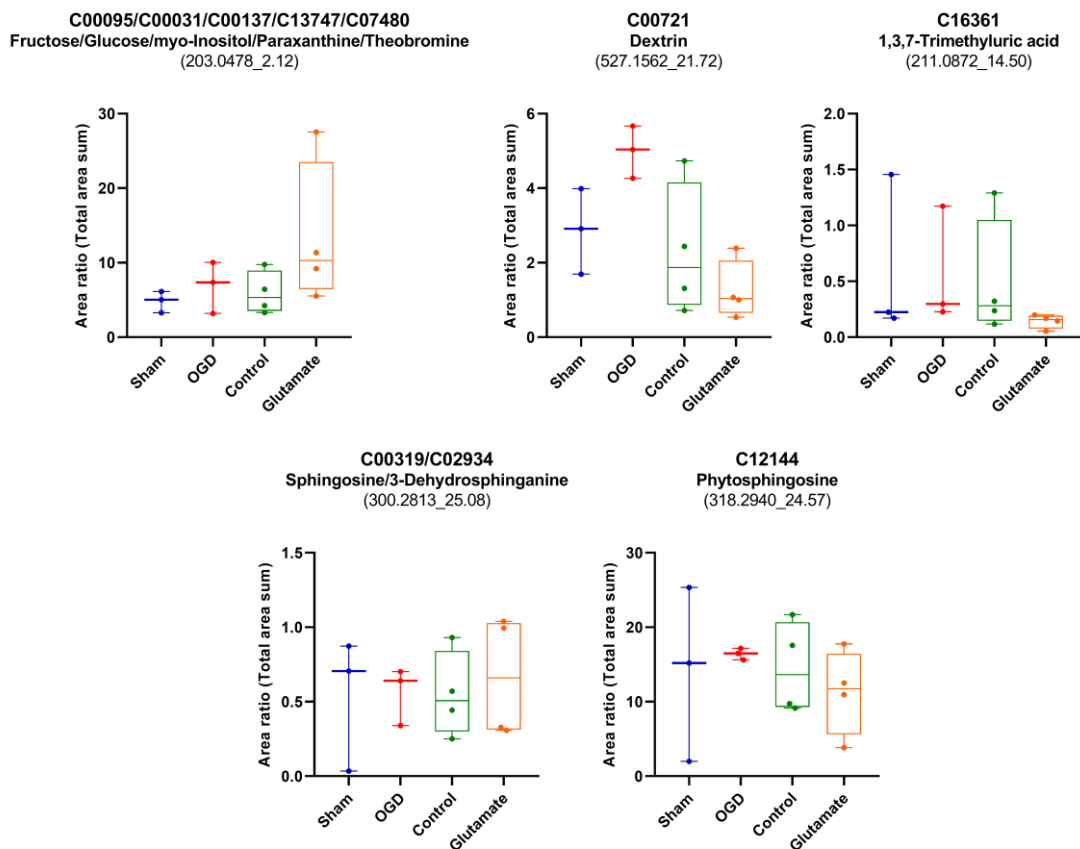 C00095/C00031/C00137/C13747/C07480
Fructose/Glucose/myo-Inositol/Paraxanthine/Theobromine
(203.0478_2.12)
Area ratio (Total area sum)
30
20
10
0
Sham
OGD
Control
Glutamate
C00721
Dextrin
(527.1562_21.72)
Area ratio (Total area sum)
6
4
2
0
Sham
OGD
Control
Glutamate
C16361
1,3,7-Trimethyluric acid
(211.0872_14.50)
Area ratio (Total area sum)
2.0
1.5
1.0
0.5
0.0
Sham
OGD
Control
Glutamate
C00319/C02934
Sphingosine/3-Dehydrosphinganine
(300.2813_25.08)
Area ratio (Total area sum)
1.5
1.0
0.5
0.0
Sham
OGD
Control
Glutamate
C12144
Phytosphingosine
(318.2940_24.57)
Area ratio (Total area sum)
30
20
10
0
Sham
OGD
Control
Glutamate